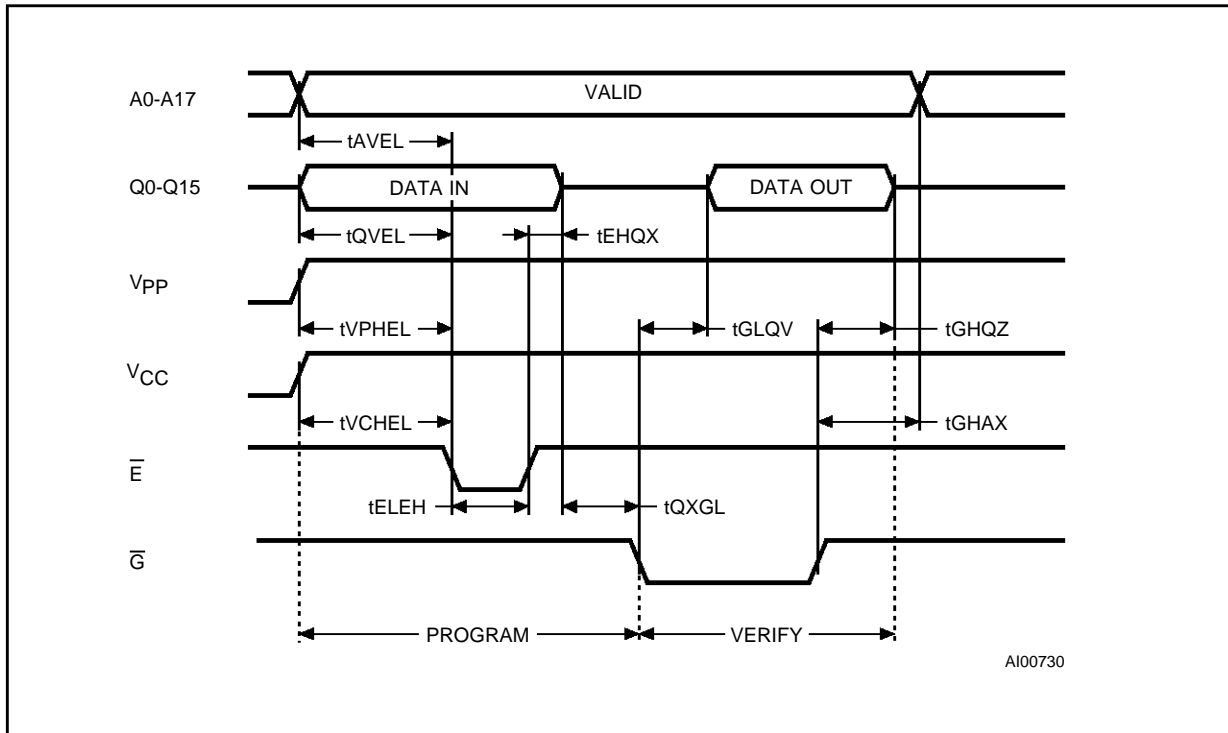 A0-A17
VALID
tAVEL
Q0-Q15
DATA IN
DATA OUT
tQVEL
tEHQX
VPP
tVPHEL
tGLQV
tGHQZ
VCC
tVCHEL
tGHAX
E̅
tELEH
tQXGL
G̅
PROGRAM
VERIFY
AI00730